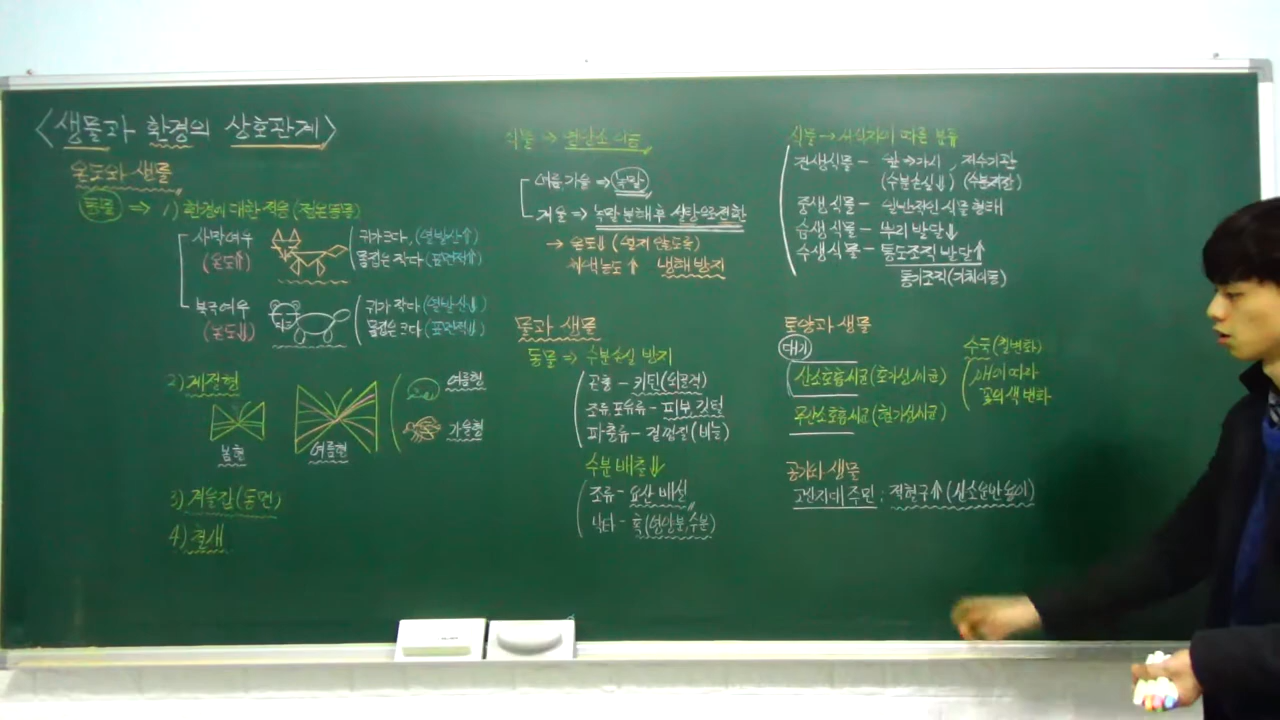 <생물과 환경의 상호관계>
온도와 생물
동물 ⇒ 1) 환경에 대한 적응 (정온동물)
사막여우
(온도↑)
귀가 크다. (열발산↑)
몸집은 작다 (표면적↑)
북극여우
(온도↓)
귀가 작다 (열발산↓)
몸집은 크다 (표면적↓)
2) 계절형
봄형
여름형
여름형
가을형
3) 겨울잠(동면)
4) 철새
식물 ⇒
여름, 가을 ⇒ 녹말
겨울 ⇒ 녹말 분해 후 설탕으로 전환
→ 온도↓ (얼지 않도록)
체액농도↑ 냉해 방지
물과 생물
동물 ⇒ 수분손실 방지
곤충 - 키틴(외골격)
조류, 포유류 - 피부, 깃털
파충류 - 겉껍질(비늘)
수분 배출↓
조류 - 요산 배설
낙타 - 혹(영양분, 수분)
식물 → 서식지에 따른 분류
건생식물 - 잎→가시, 저수기관
(수분손실↓) (수분저장)
중생식물 - 일반적인 식물형태
습생식물 - 뿌리 발달↓
수생식물 - 통도조직 발달↑
통기조직(기체이동)
토양과 생물
대기
산소호흡세균(호기성세균)
무산소호흡세균(혐기성세균)
수국(색변화)
pH에 따라
꽃의 색 변화
공기와 생물
고산지대 주민 : 적혈구↑ (산소운반용이)